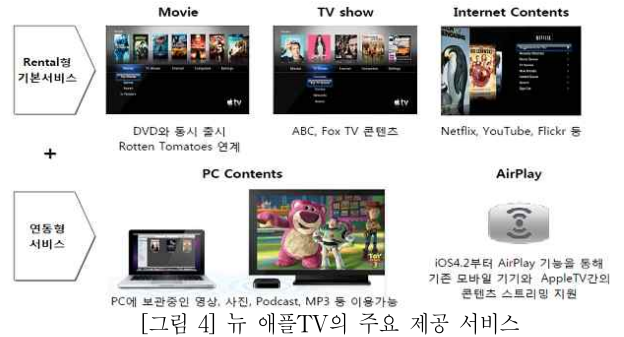 Movie
TV show
Internet Contents
Rental형
기본서비스
tv
tv
NETFLIX
DVD와 동시 출시
Rotten Tomatoes 연계
ABC, Fox TV 콘텐츠
Netflix, YouTube, Flickr 등
+
PC Contents
AirPlay
연동형
서비스
TOY
STORY
PC에 보관중인 영상, 사진, Podcast, MP3 등 이용가능
iOS4.2부터 AirPlay 기능을 통해
기존 모바일 기기와 AppleTV간의
콘텐츠 스트리밍 지원
[그림 4] 뉴 애플TV의 주요 제공 서비스